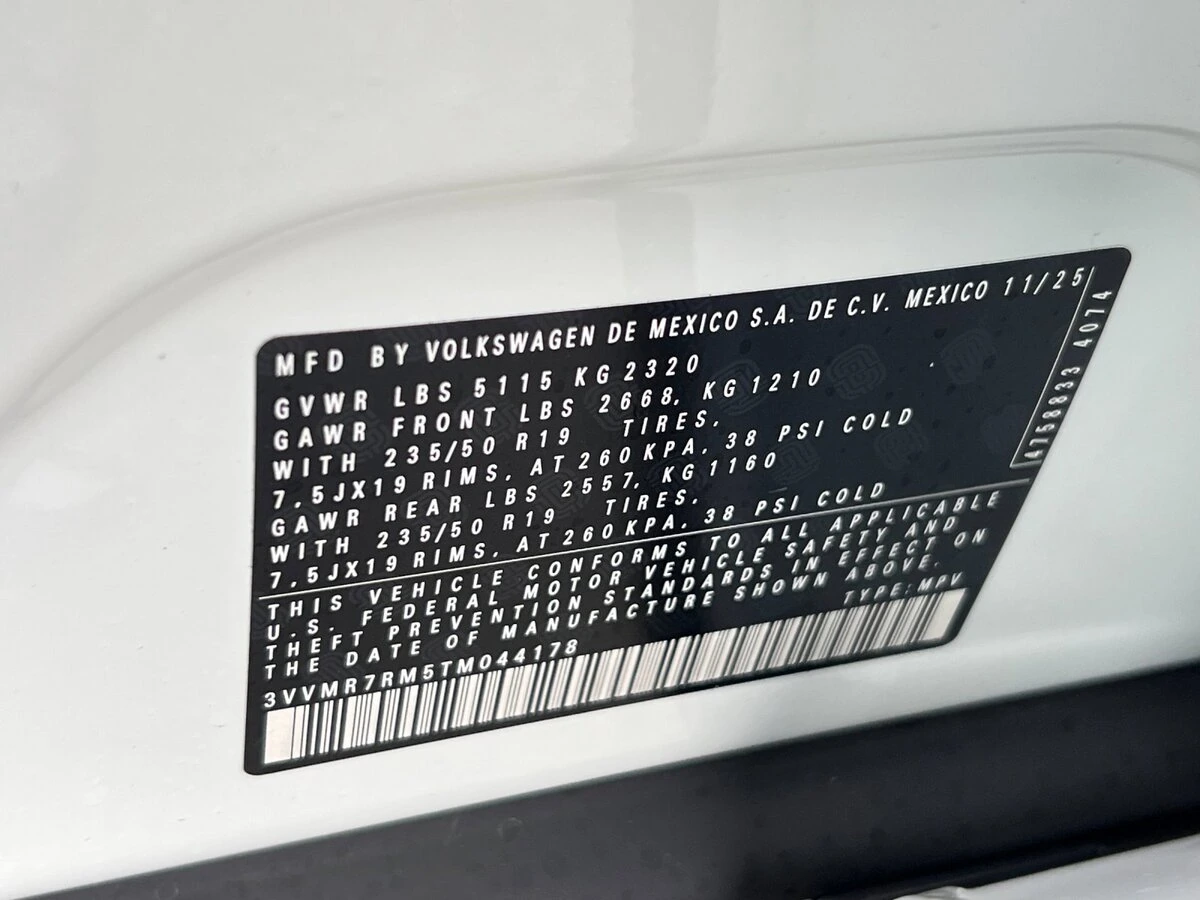 MFD BY VOLKSWAGEN DE MEXICO S.A. DE C.V. MEXICO 11/25
GVWR LBS 5115 KG 2320
GAWR FRONT LBS 2668, KG 1210
WITH 235/50 R19 TIRES.
7,5JX19 RIMS, AT 260 KPA, 38 PSI COLD
GAWR REAR LBS 2557, KG 1160
WITH 235/50 R19 TIRES.
7,5JX19 RIMS, AT 260 KPA, 38 PSI COLD
4758833 4074
THIS VEHICLE CONFORMS TO ALL APPLICABLE
U.S. FEDERAL MOTOR VEHICLE SAFETY AND
THEFT PREVENTION STANDARDS IN EFFECT ON
THE DATE OF MANUFACTURE SHOWN ABOVE.
3VVMR7RM5TM044178 TYPE: MPV